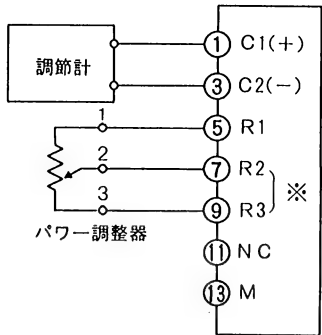 調節計
① C1(+)
③ C2(-)
1 ⑤ R1
2 ⑦ R2
※
3 ⑨ R3
パワー調整器
⑪ NC
⑬ M